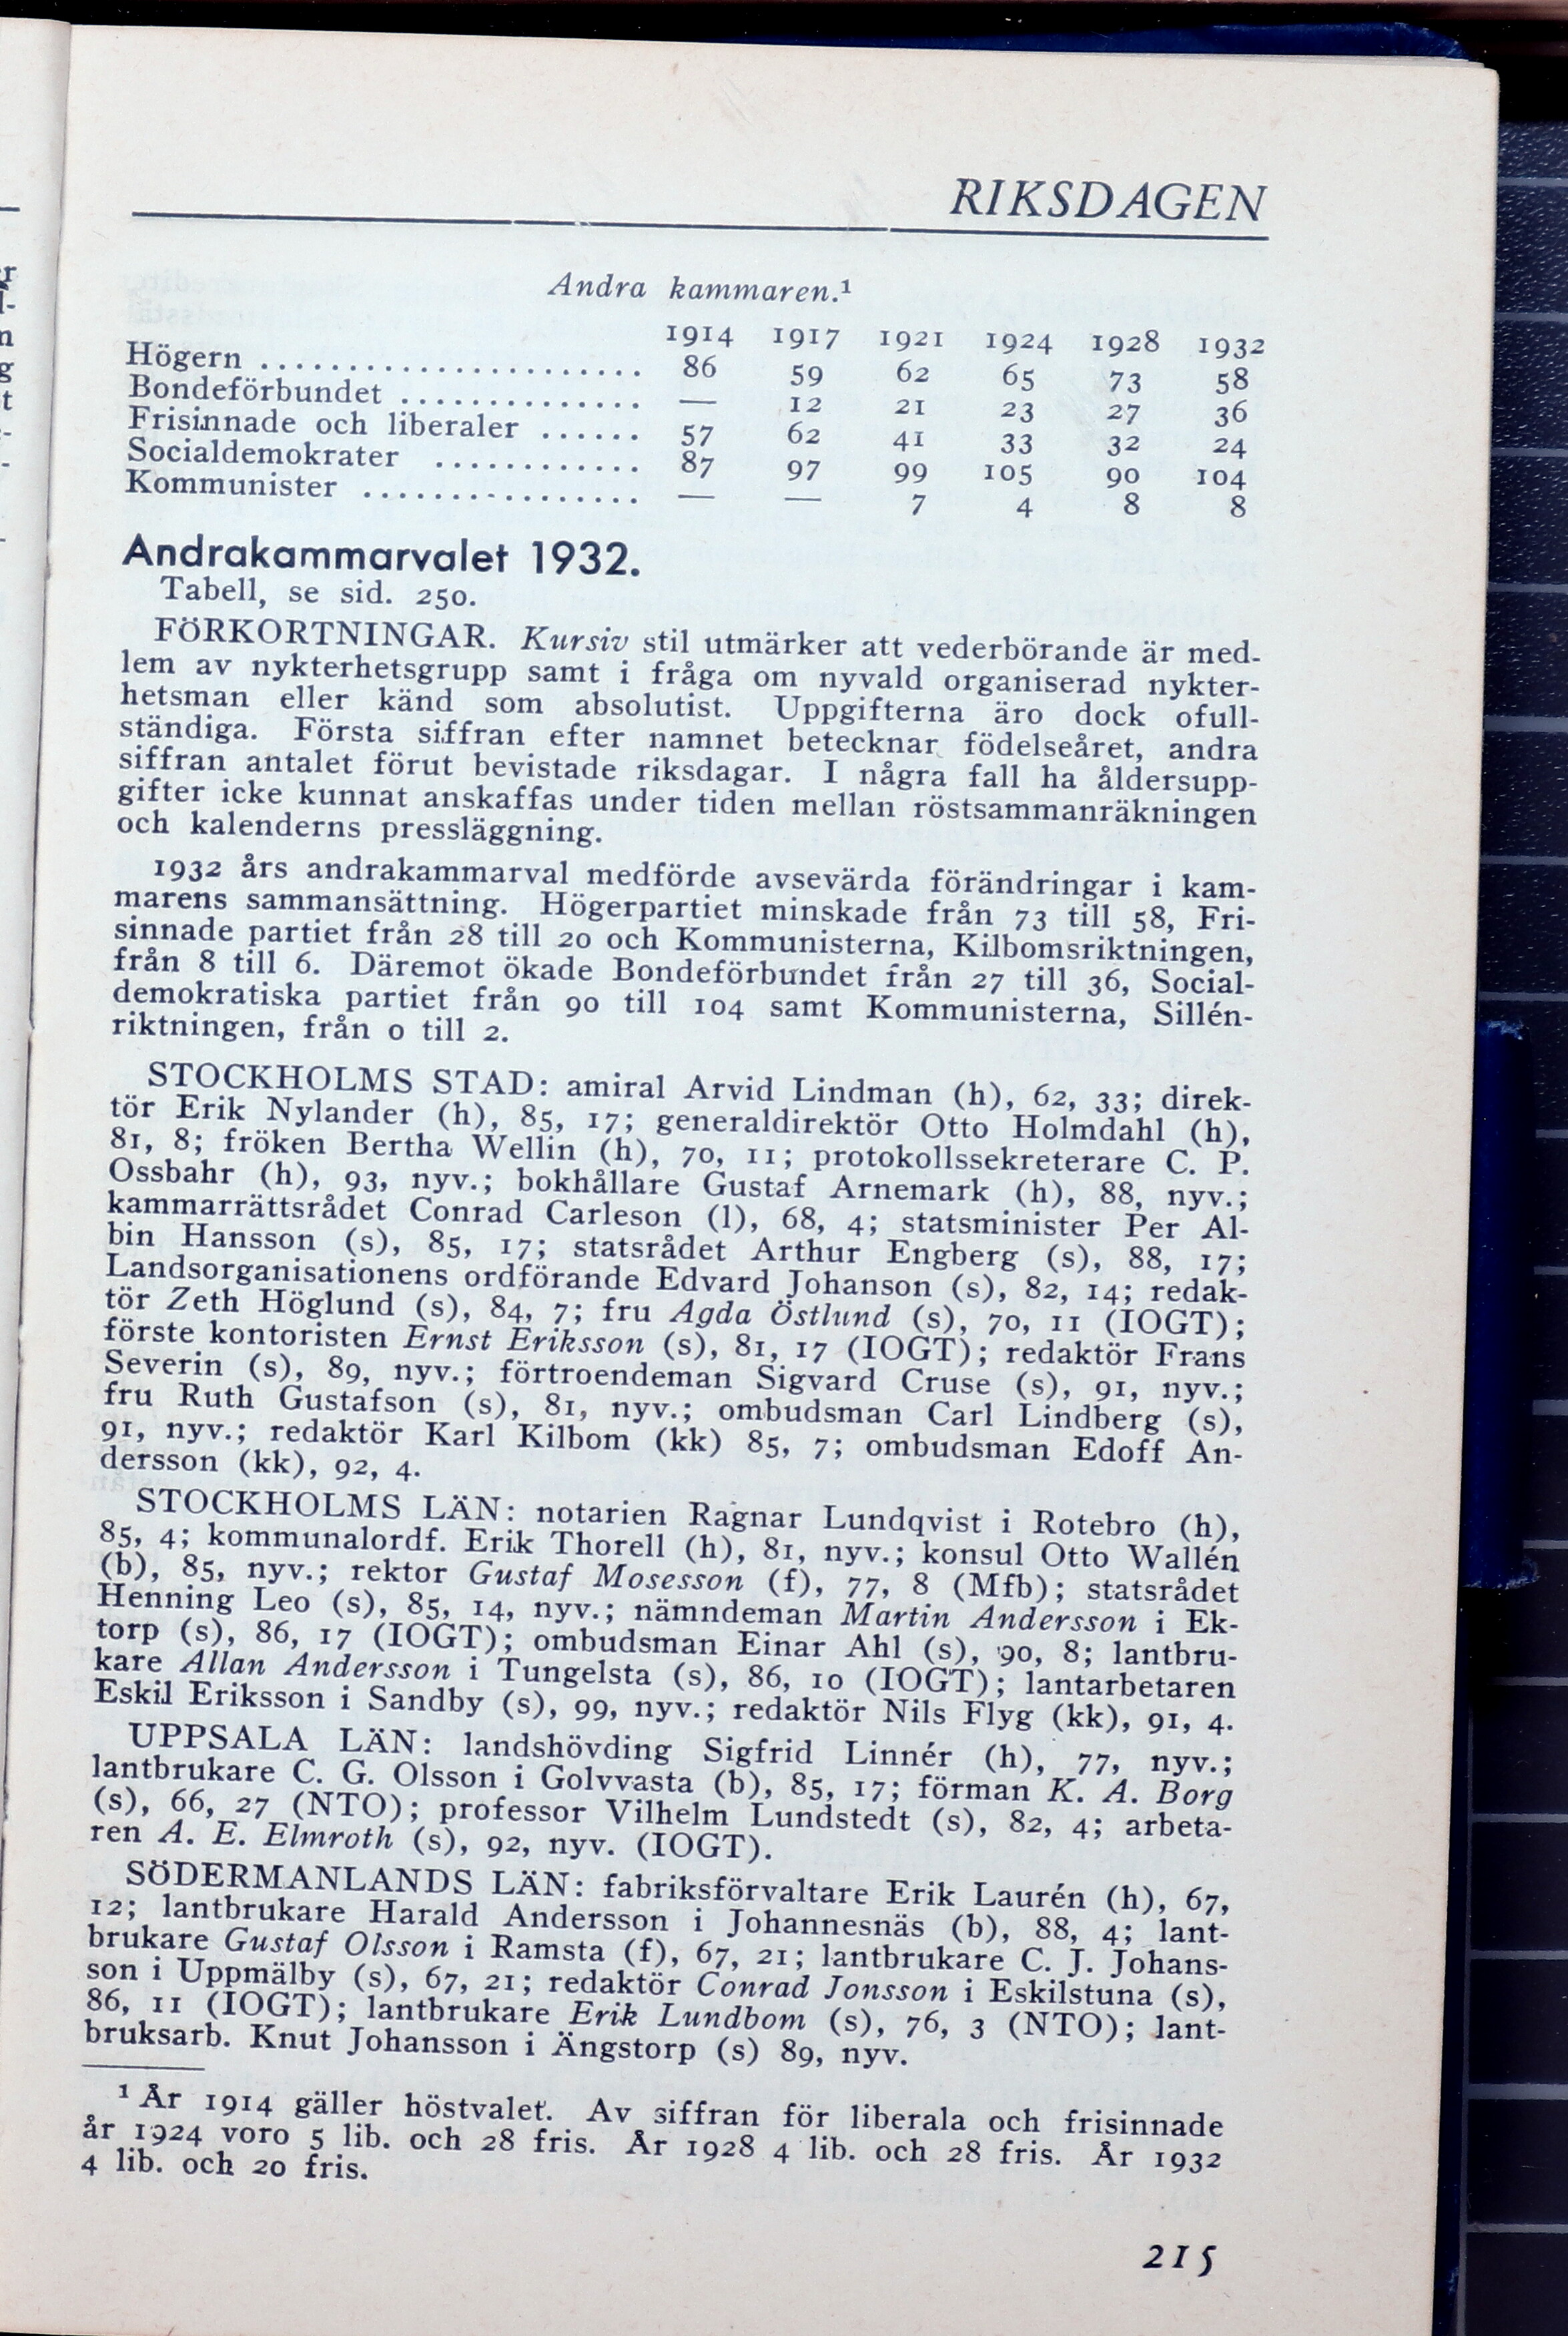 RIKSDAGEN
Andra kammaren.¹
1914 1917 1921 1924 1928 1932
Högern ...................... 86 59 62 65 73 58
Bondeförbundet ............... — 12 21 23 27 36
Frisinnade och liberaler ...... 57 62 41 33 32 24
Socialdemokrater ............. 87 97 99 105 90 104
Kommunister ................ — — 7 4 8 8
Andrakammarvalet 1932.
Tabell, se sid. 250.
FÖRKORTNINGAR. Kursiv stil utmärker att vederbörande är med-
lem av nykterhetsgrupp samt i fråga om nyvald organiserad nykter-
hetsman eller känd som absolutist. Uppgifterna äro dock ofull-
ständiga. Första siffran efter namnet betecknar födelseåret, andra
siffran antalet förut bevistade riksdagar. I några fall ha åldersupp-
gifter icke kunnat anskaffas under tiden mellan röstsammanräkningen
och kalenderns pressläggning.
1932 års andrakammarval medförde avsevärda förändringar i kam-
marens sammansättning. Högerpartiet minskade från 73 till 58, Fri-
sinnade partiet från 28 till 20 och Kommunisterna, Kilbomsriktningen,
från 8 till 6. Däremot ökade Bondeförbundet från 27 till 36, Social-
demokratiska partiet från 90 till 104 samt Kommunisterna, Sillén-
riktningen, från 0 till 2.
STOCKHOLMS STAD: amiral Arvid Lindman (h), 62, 33; direk-
tör Erik Nylander (h), 85, 17; generaldirektör Otto Holmdahl (h),
81, 8; fröken Bertha Wellin (h), 70, 11; protokollssekreterare C. P.
Ossbahr (h), 93, nyv.; bokhållare Gustaf Arnemark (h), 88, nyv.;
kammarrättsrådet Conrad Carleson (l), 68, 4; statsminister Per Al-
bin Hansson (s), 85, 17; statsrådet Arthur Engberg (s), 88, 17;
Landsorganisationens ordförande Edvard Johanson (s), 82, 14; redak-
tör Zeth Höglund (s), 84, 7; fru Agda Östlund (s), 70, 11 (IOGT);
förste kontoristen Ernst Eriksson (s), 81, 17 (IOGT); redaktör Frans
Severin (s), 89, nyv.; förtroendeman Sigvard Cruse (s), 91, nyv.;
fru Ruth Gustafson (s), 81, nyv.; ombudsman Carl Lindberg (s),
91, nyv.; redaktör Karl Kilbom (kk) 85, 7; ombudsman Edoff An-
dersson (kk), 92, 4.
STOCKHOLMS LÄN: notarien Ragnar Lundqvist i Rotebro (h),
85, 4; kommunalordf. Erik Thorell (h), 81, nyv.; konsul Otto Wallén
(b), 85, nyv.; rektor Gustaf Mosesson (f), 77, 8 (Mfb); statsrådet
Henning Leo (s), 85, 14, nyv.; nämndeman Martin Andersson i Ek-
torp (s), 86, 17 (IOGT); ombudsman Einar Ahl (s), 90, 8; lantbru-
kare Allan Andersson i Tungelsta (s), 86, 10 (IOGT); lantarbetaren
Eskil Eriksson i Sandby (s), 99, nyv.; redaktör Nils Flyg (kk), 91, 4.
UPPSALA LÄN: landshövding Sigfrid Linnér (h), 77, nyv.;
lantbrukare C. G. Olsson i Golvvasta (b), 85, 17; förman K. A. Borg
(s), 66, 27 (NTO); professor Vilhelm Lundstedt (s), 82, 4; arbeta-
ren A. E. Elmroth (s), 92, nyv. (IOGT).
SÖDERMANLANDS LÄN: fabriksförvaltare Erik Laurén (h), 67,
12; lantbrukare Harald Andersson i Johannesnäs (b), 88, 4; lant-
brukare Gustaf Olsson i Ramsta (f), 67, 21; lantbrukare C. J. Johans-
son i Uppmälby (s), 67, 21; redaktör Conrad Jonsson i Eskilstuna (s),
86, 11 (IOGT); lantbrukare Erik Lundbom (s), 76, 3 (NTO); lant-
bruksarb. Knut Johansson i Ängstorp (s) 89, nyv.
¹ År 1914 gäller höstvalet. Av siffran för liberala och frisinnade
år 1924 voro 5 lib. och 28 fris. År 1928 4 lib. och 28 fris. År 1932
4 lib. och 20 fris.
215